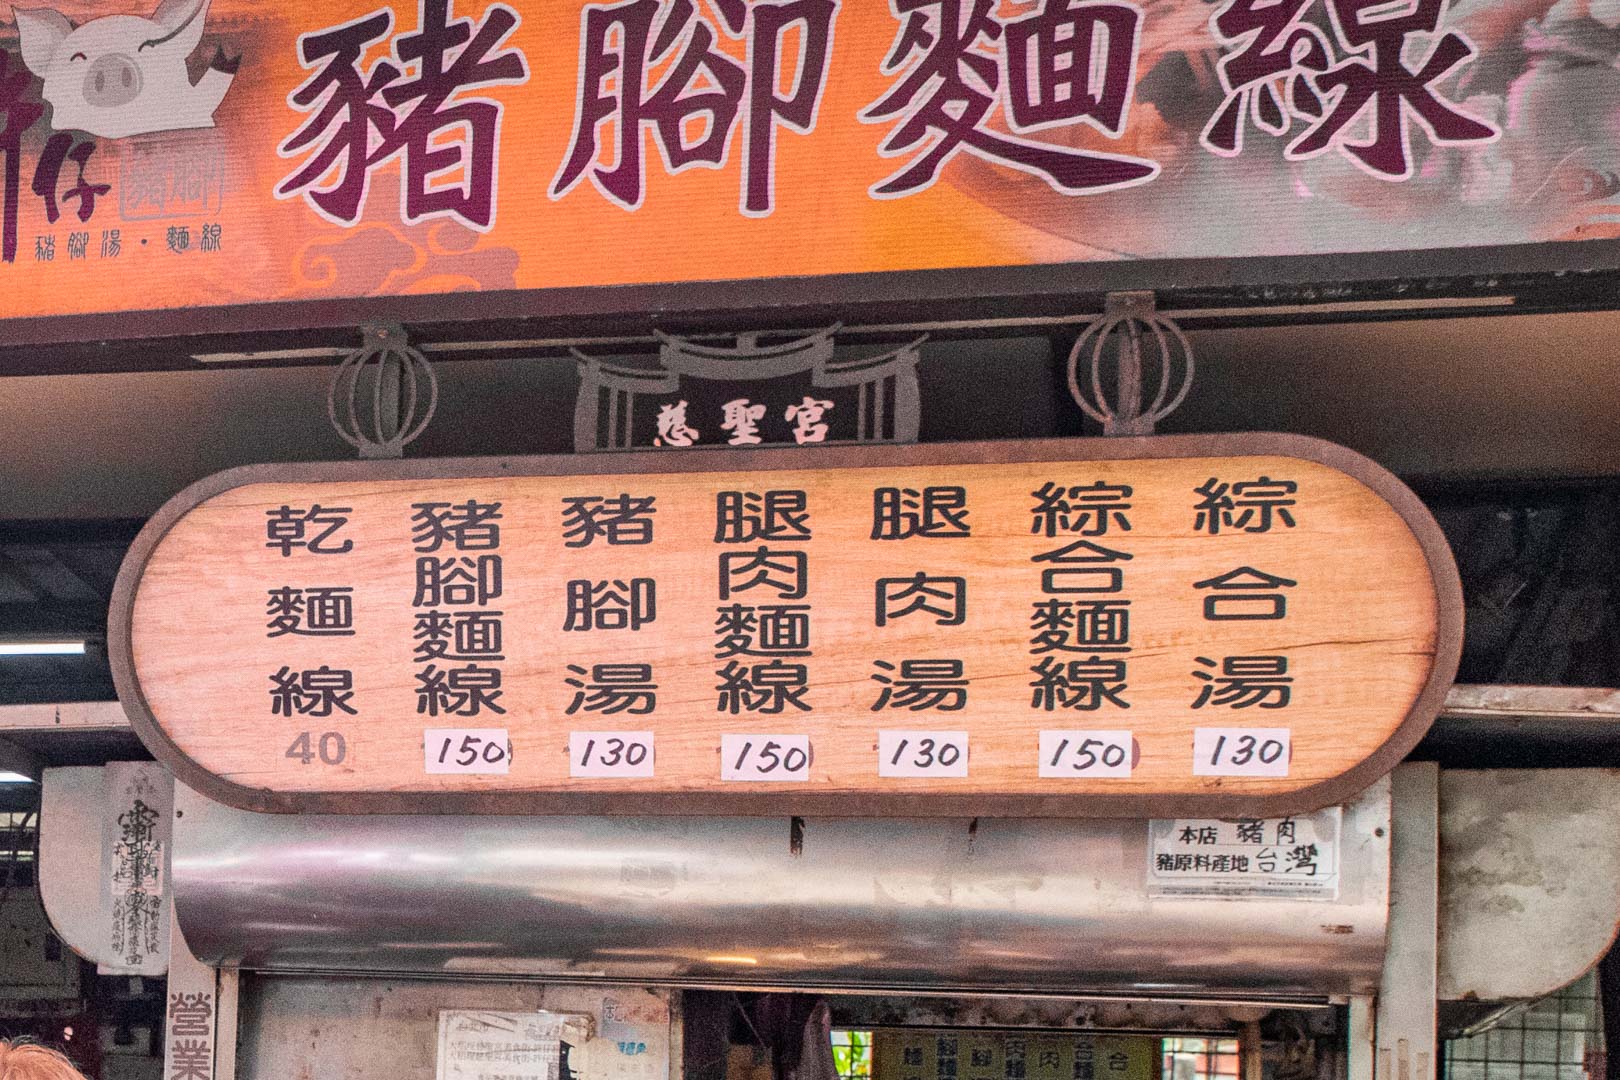 豬腳麵線
仔
豬腳
豬腳湯・麵線
慈聖宮
綜合湯 130
綜合麵線 150
腿肉湯 130
腿肉麵線 150
豬腳湯 130
豬腳麵線 150
乾麵線 40
本店 豬肉
豬原料產地 台灣
營業